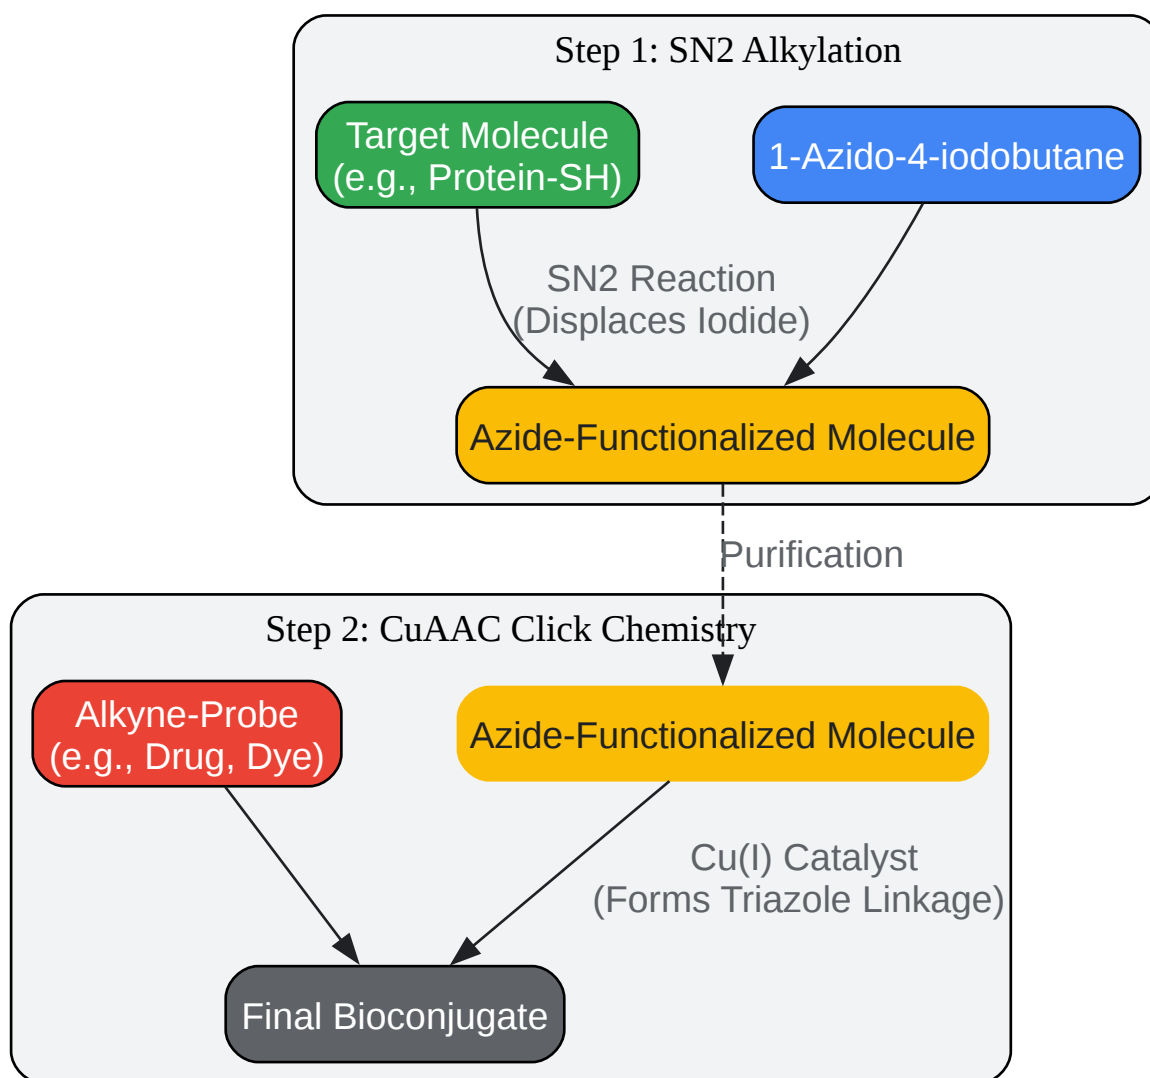 Step 1: SN2 Alkylation
Target Molecule
(e.g., Protein-SH)
1-Azido-4-iodobutane
SN2 Reaction
(Displaces Iodide)
Azide-Functionalized Molecule
Purification
Step 2: CuAAC Click Chemistry
Alkyne-Probe
(e.g., Drug, Dye)
Azide-Functionalized Molecule
Cu(I) Catalyst
(Forms Triazole Linkage)
Final Bioconjugate